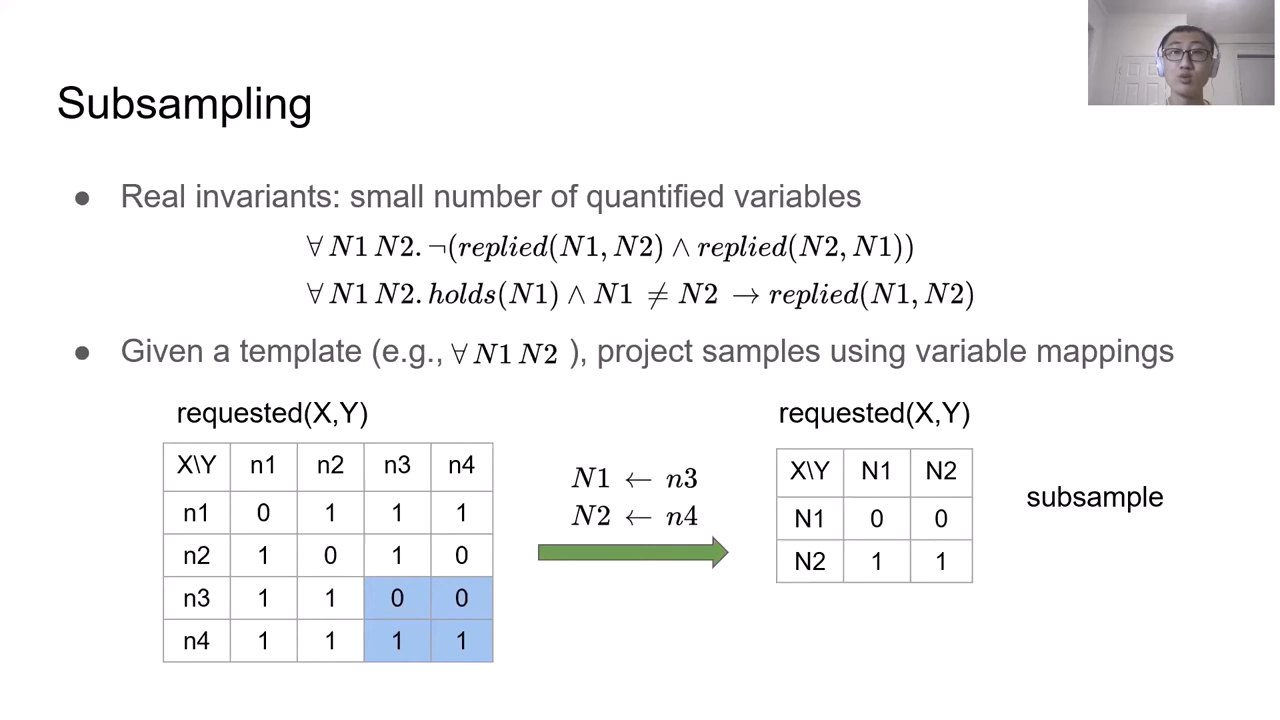 Subsampling
● Real invariants: small number of quantified variables
∀ N1 N2. ¬(replied(N1, N2) ∧ replied(N2, N1))
∀ N1 N2. holds(N1) ∧ N1 ≠ N2 → replied(N1, N2)
● Given a template (e.g., ∀ N1 N2 ), project samples using variable mappings
requested(X,Y)
X\Y n1 n2 n3 n4
n1 0 1 1 1
n2 1 0 1 0
n3 1 1 0 0
n4 1 1 1 1
N1 ← n3
N2 ← n4
requested(X,Y)
X\Y N1 N2
N1 0 0
N2 1 1
subsample